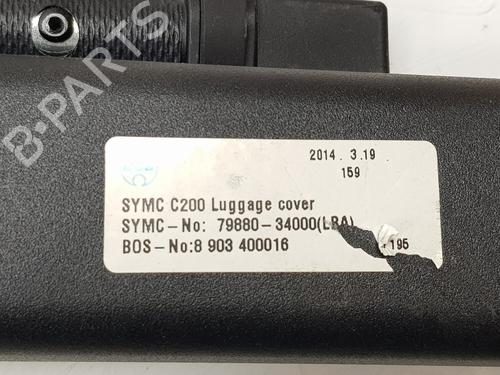 B-PARTS
2014 . 3.19
159
SYMC C200 Luggage cover
SYMC-No: 79880-34000(LBA)
BOS-No:8 903 400016
195